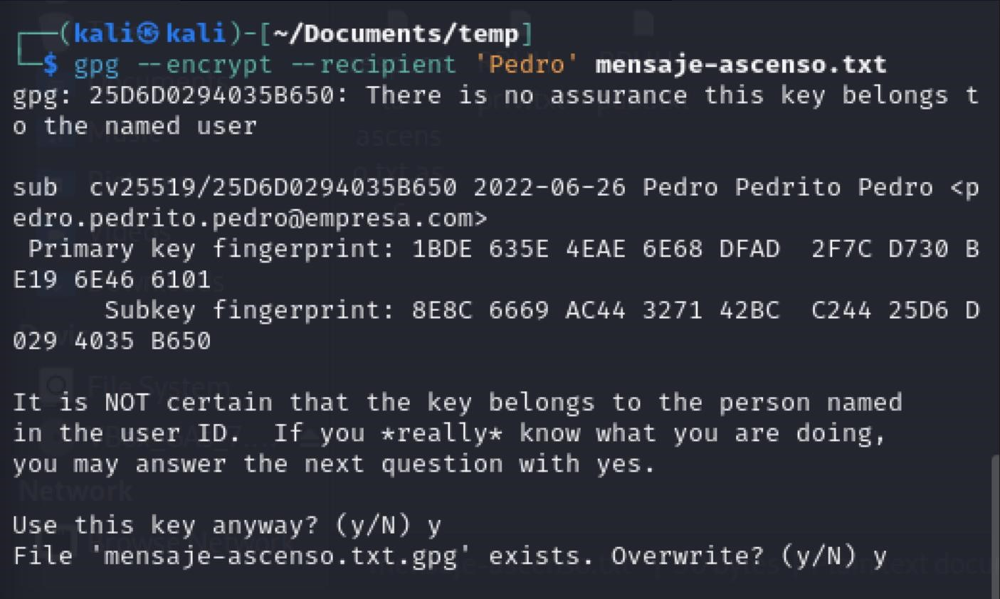 (kali㉿kali)-[~/Documents/temp]
$ gpg --encrypt --recipient 'Pedro' mensaje-ascenso.txt
gpg: 25D6D0294035B650: There is no assurance this key belongs t
o the named user
sub  cv25519/25D6D0294035B650 2022-06-26 Pedro Pedrito Pedro <p
edro.pedrito.pedro@empresa.com>
 Primary key fingerprint: 1BDE 635E 4EAE 6E68 DFAD  2F7C D730 B
E19 6E46 6101
      Subkey fingerprint: 8E8C 6669 AC44 3271 42BC  C244 25D6 D
029 4035 B650
It is NOT certain that the key belongs to the person named
in the user ID.  If you *really* know what you are doing,
you may answer the next question with yes.
Use this key anyway? (y/N) y
File 'mensaje-ascenso.txt.gpg' exists. Overwrite? (y/N) y